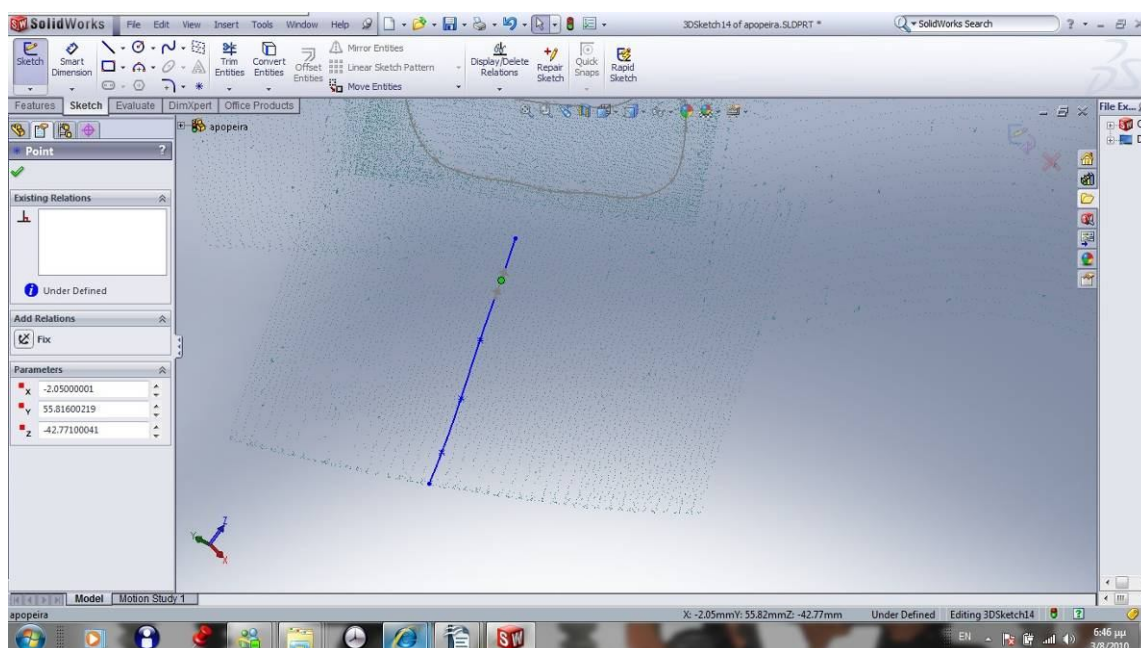 SolidWorks File Edit View Insert Tools Window Help 3DSketch14 of apopeira.SLDPRT * SolidWorks Search ?
Sketch Smart Dimension Trim Entities Convert Entities Offset Entities Mirror Entities Linear Sketch Pattern Move Entities Display/Delete Relations Repair Sketch Quick Snaps Rapid Sketch
Features Sketch Evaluate DimXpert Office Products
apopeira
File Ex...
Point ?
Existing Relations
Under Defined
Add Relations
Fix
Parameters
X -2.05000001
Y 55.81600219
Z -42.77100041
Z
Y
X
Model Motion Study 1
apopeira X: -2.05mmY: 55.82mmZ: -42.77mm Under Defined Editing 3DSketch14 ?
SW EN 6:46 μμ
3/8/2010